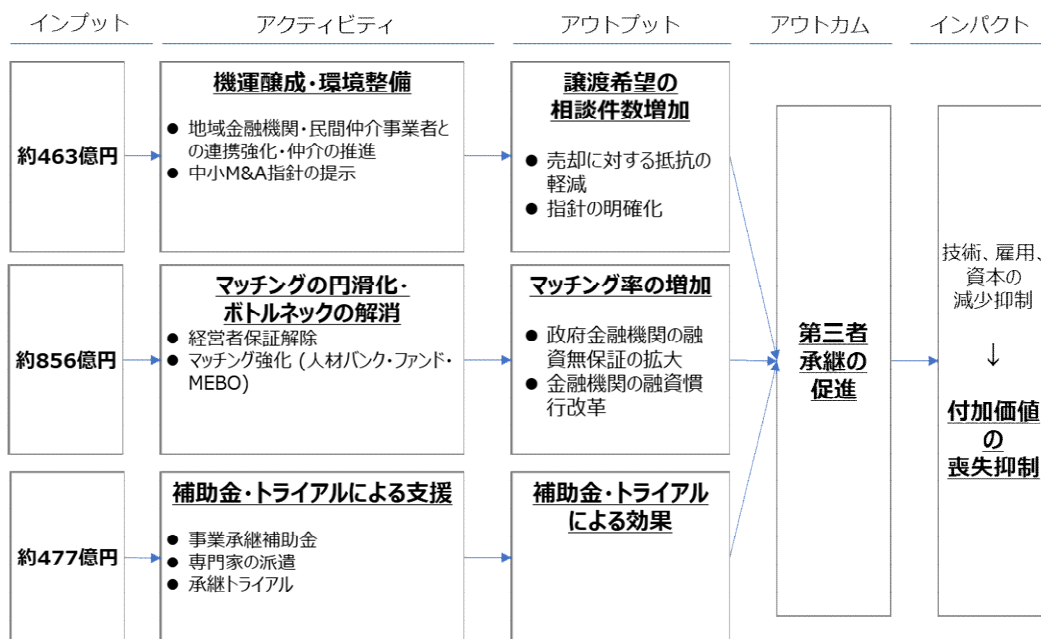 インプット
アクティビティ
アウトプット
アウトカム
インパクト
約463億円
機運醸成・環境整備
● 地域金融機関・民間仲介事業者と
の連携強化・仲介の推進
● 中小M&A指針の提示
譲渡希望の
相談件数増加
● 売却に対する抵抗の
軽減
● 指針の明確化
約856億円
マッチングの円滑化・
ボトルネックの解消
● 経営者保証解除
● マッチング強化 (人材バンク・ファンド・
MEBO)
マッチング率の増加
● 政府金融機関の融
資無保証の拡大
● 金融機関の融資慣
行改革
約477億円
補助金・トライアルによる支援
● 事業承継補助金
● 専門家の派遣
● 承継トライアル
補助金・トライアル
による効果
第三者
承継の
促進
技術、雇用、
資本の
減少抑制
↓
付加価値
の
喪失抑制